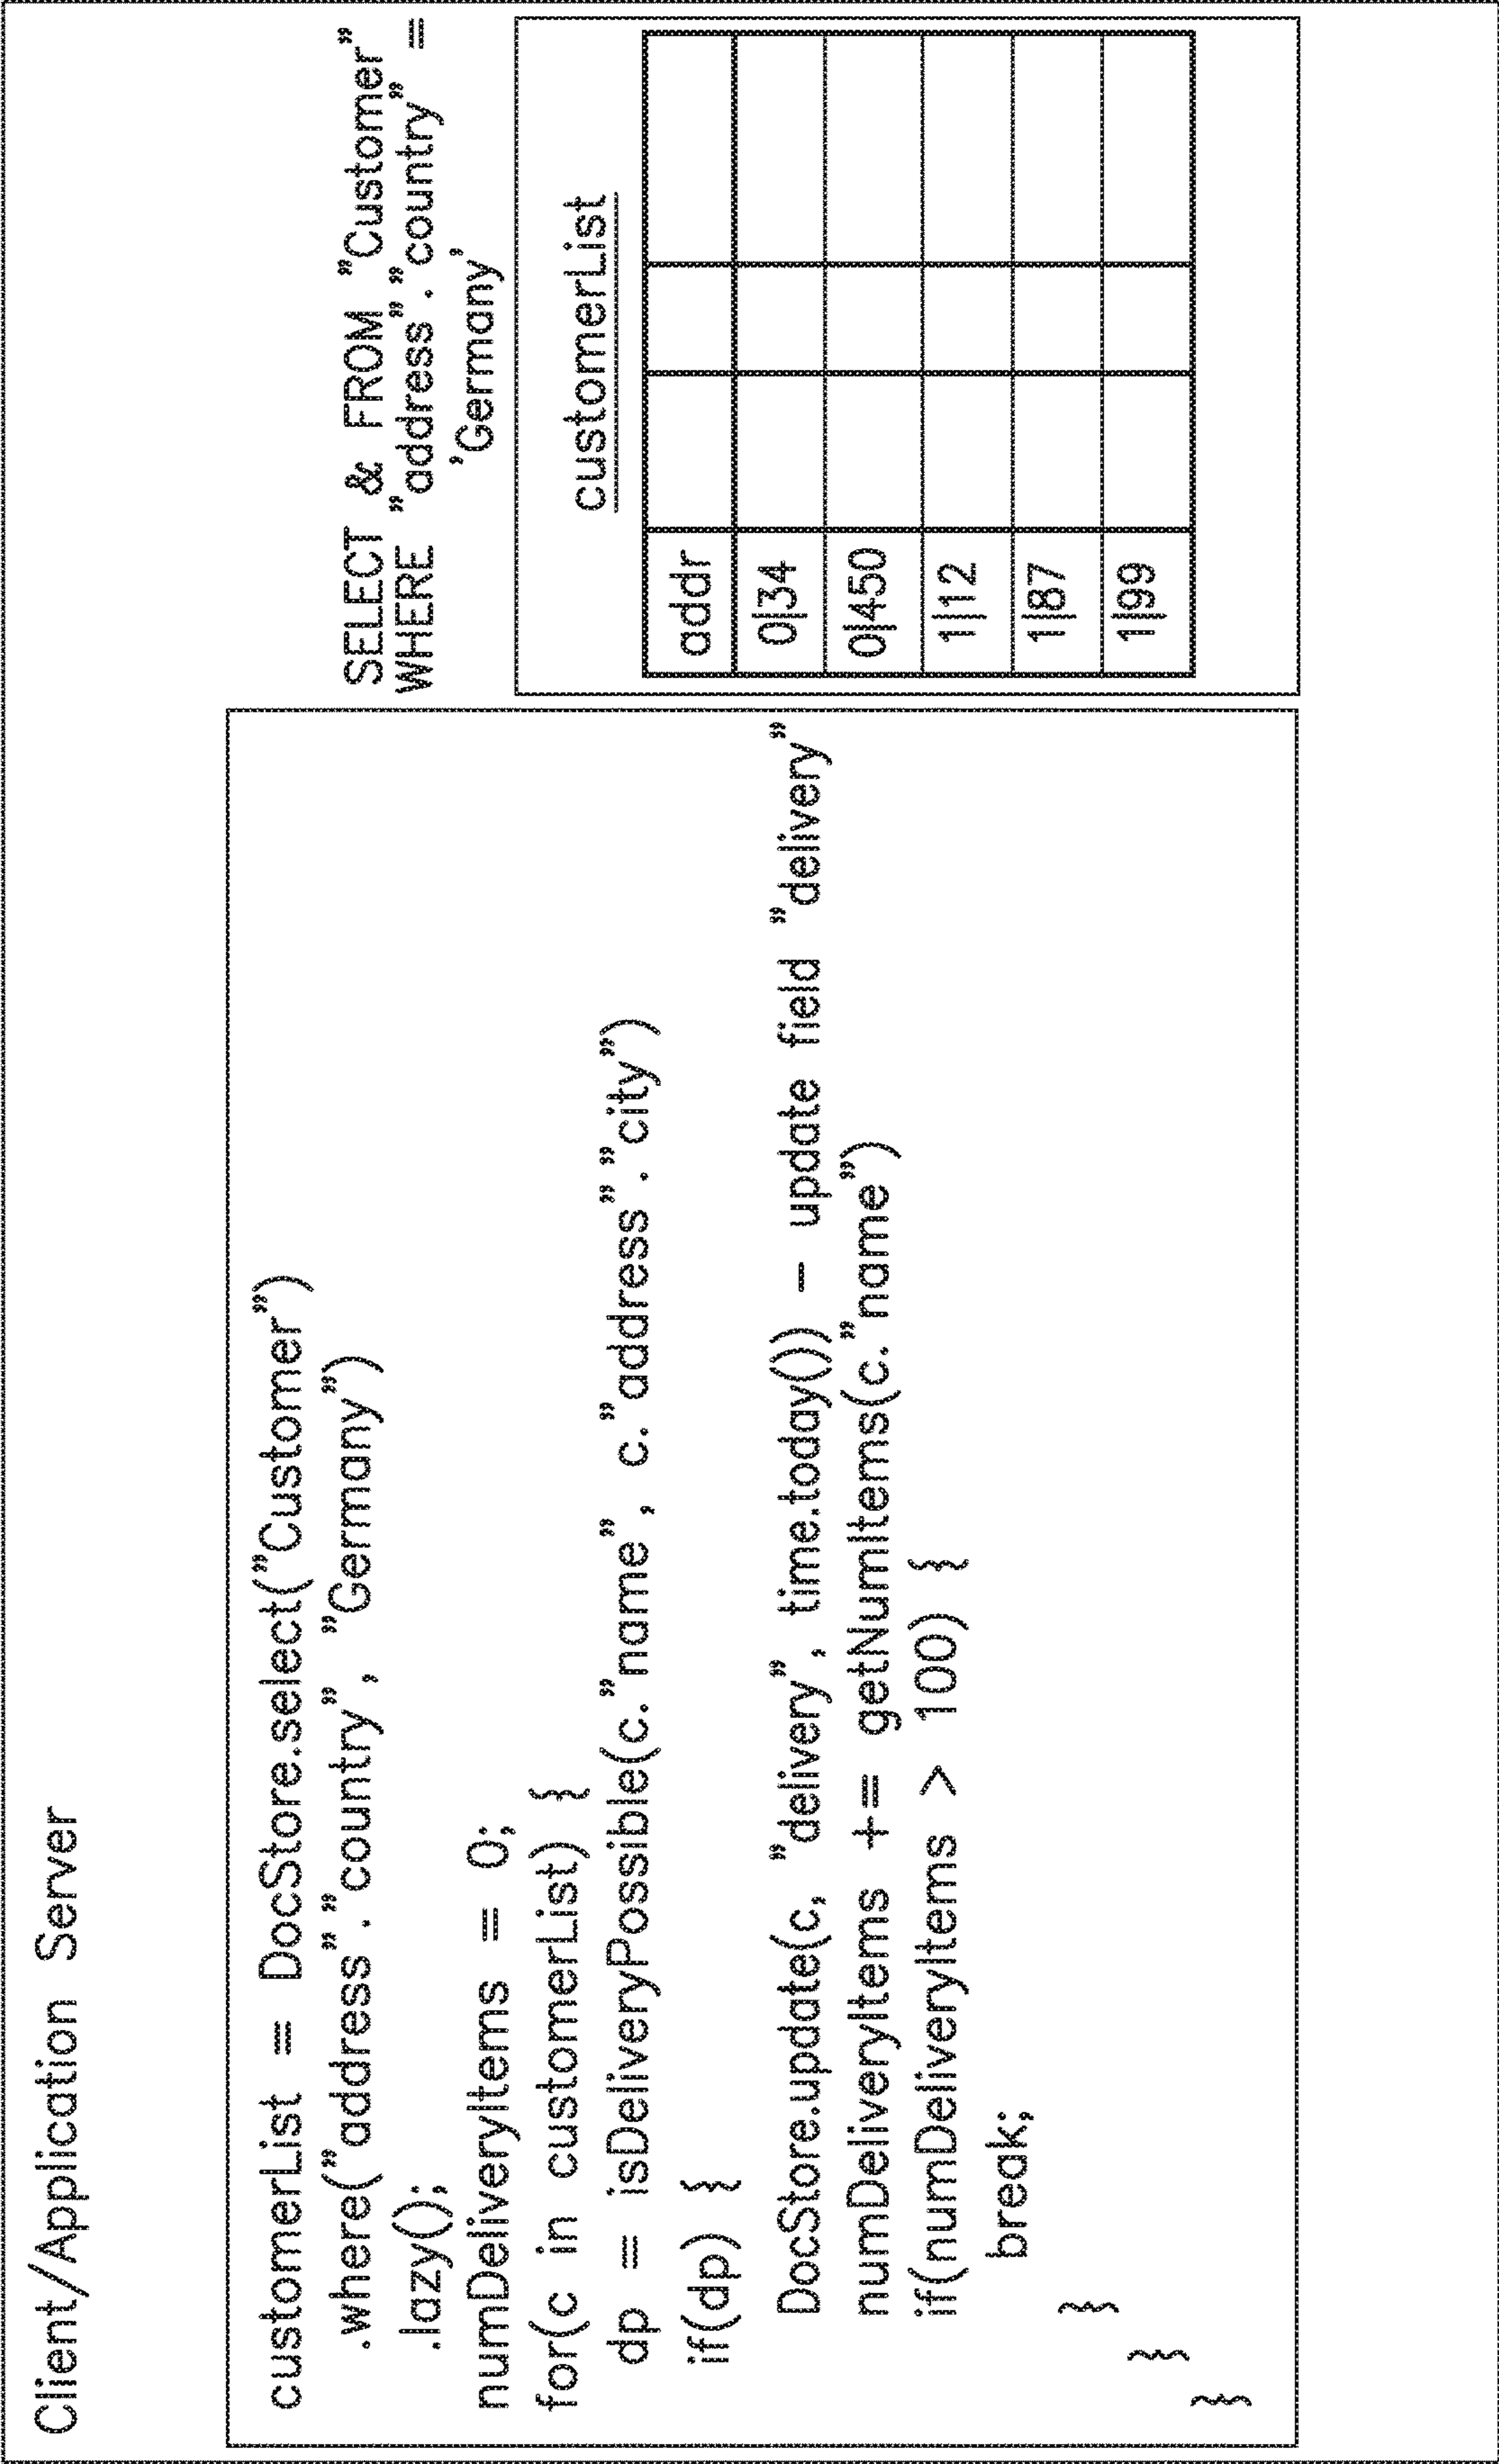 Client/Application Server
customerList = DocStore.select("Customer")
.where("address"."country", "Germany")
.lazy();
numDeliveryItems = 0;
for(c in customerList) {
dp = isDeliveryPossible(c."name", c."address"."city")
if(dp) {
DocStore.update(c, "delivery", time.today()) – update field "delivery"
numDeliveryItems += getNumItems(c."name")
if(numDeliveryItems > 100) {
break;
}
}
}
SELECT & FROM "Customer"
WHERE "address"."country" =
'Germany'
customerList
addr
0|34
0|450
1|12
1|87
1|99